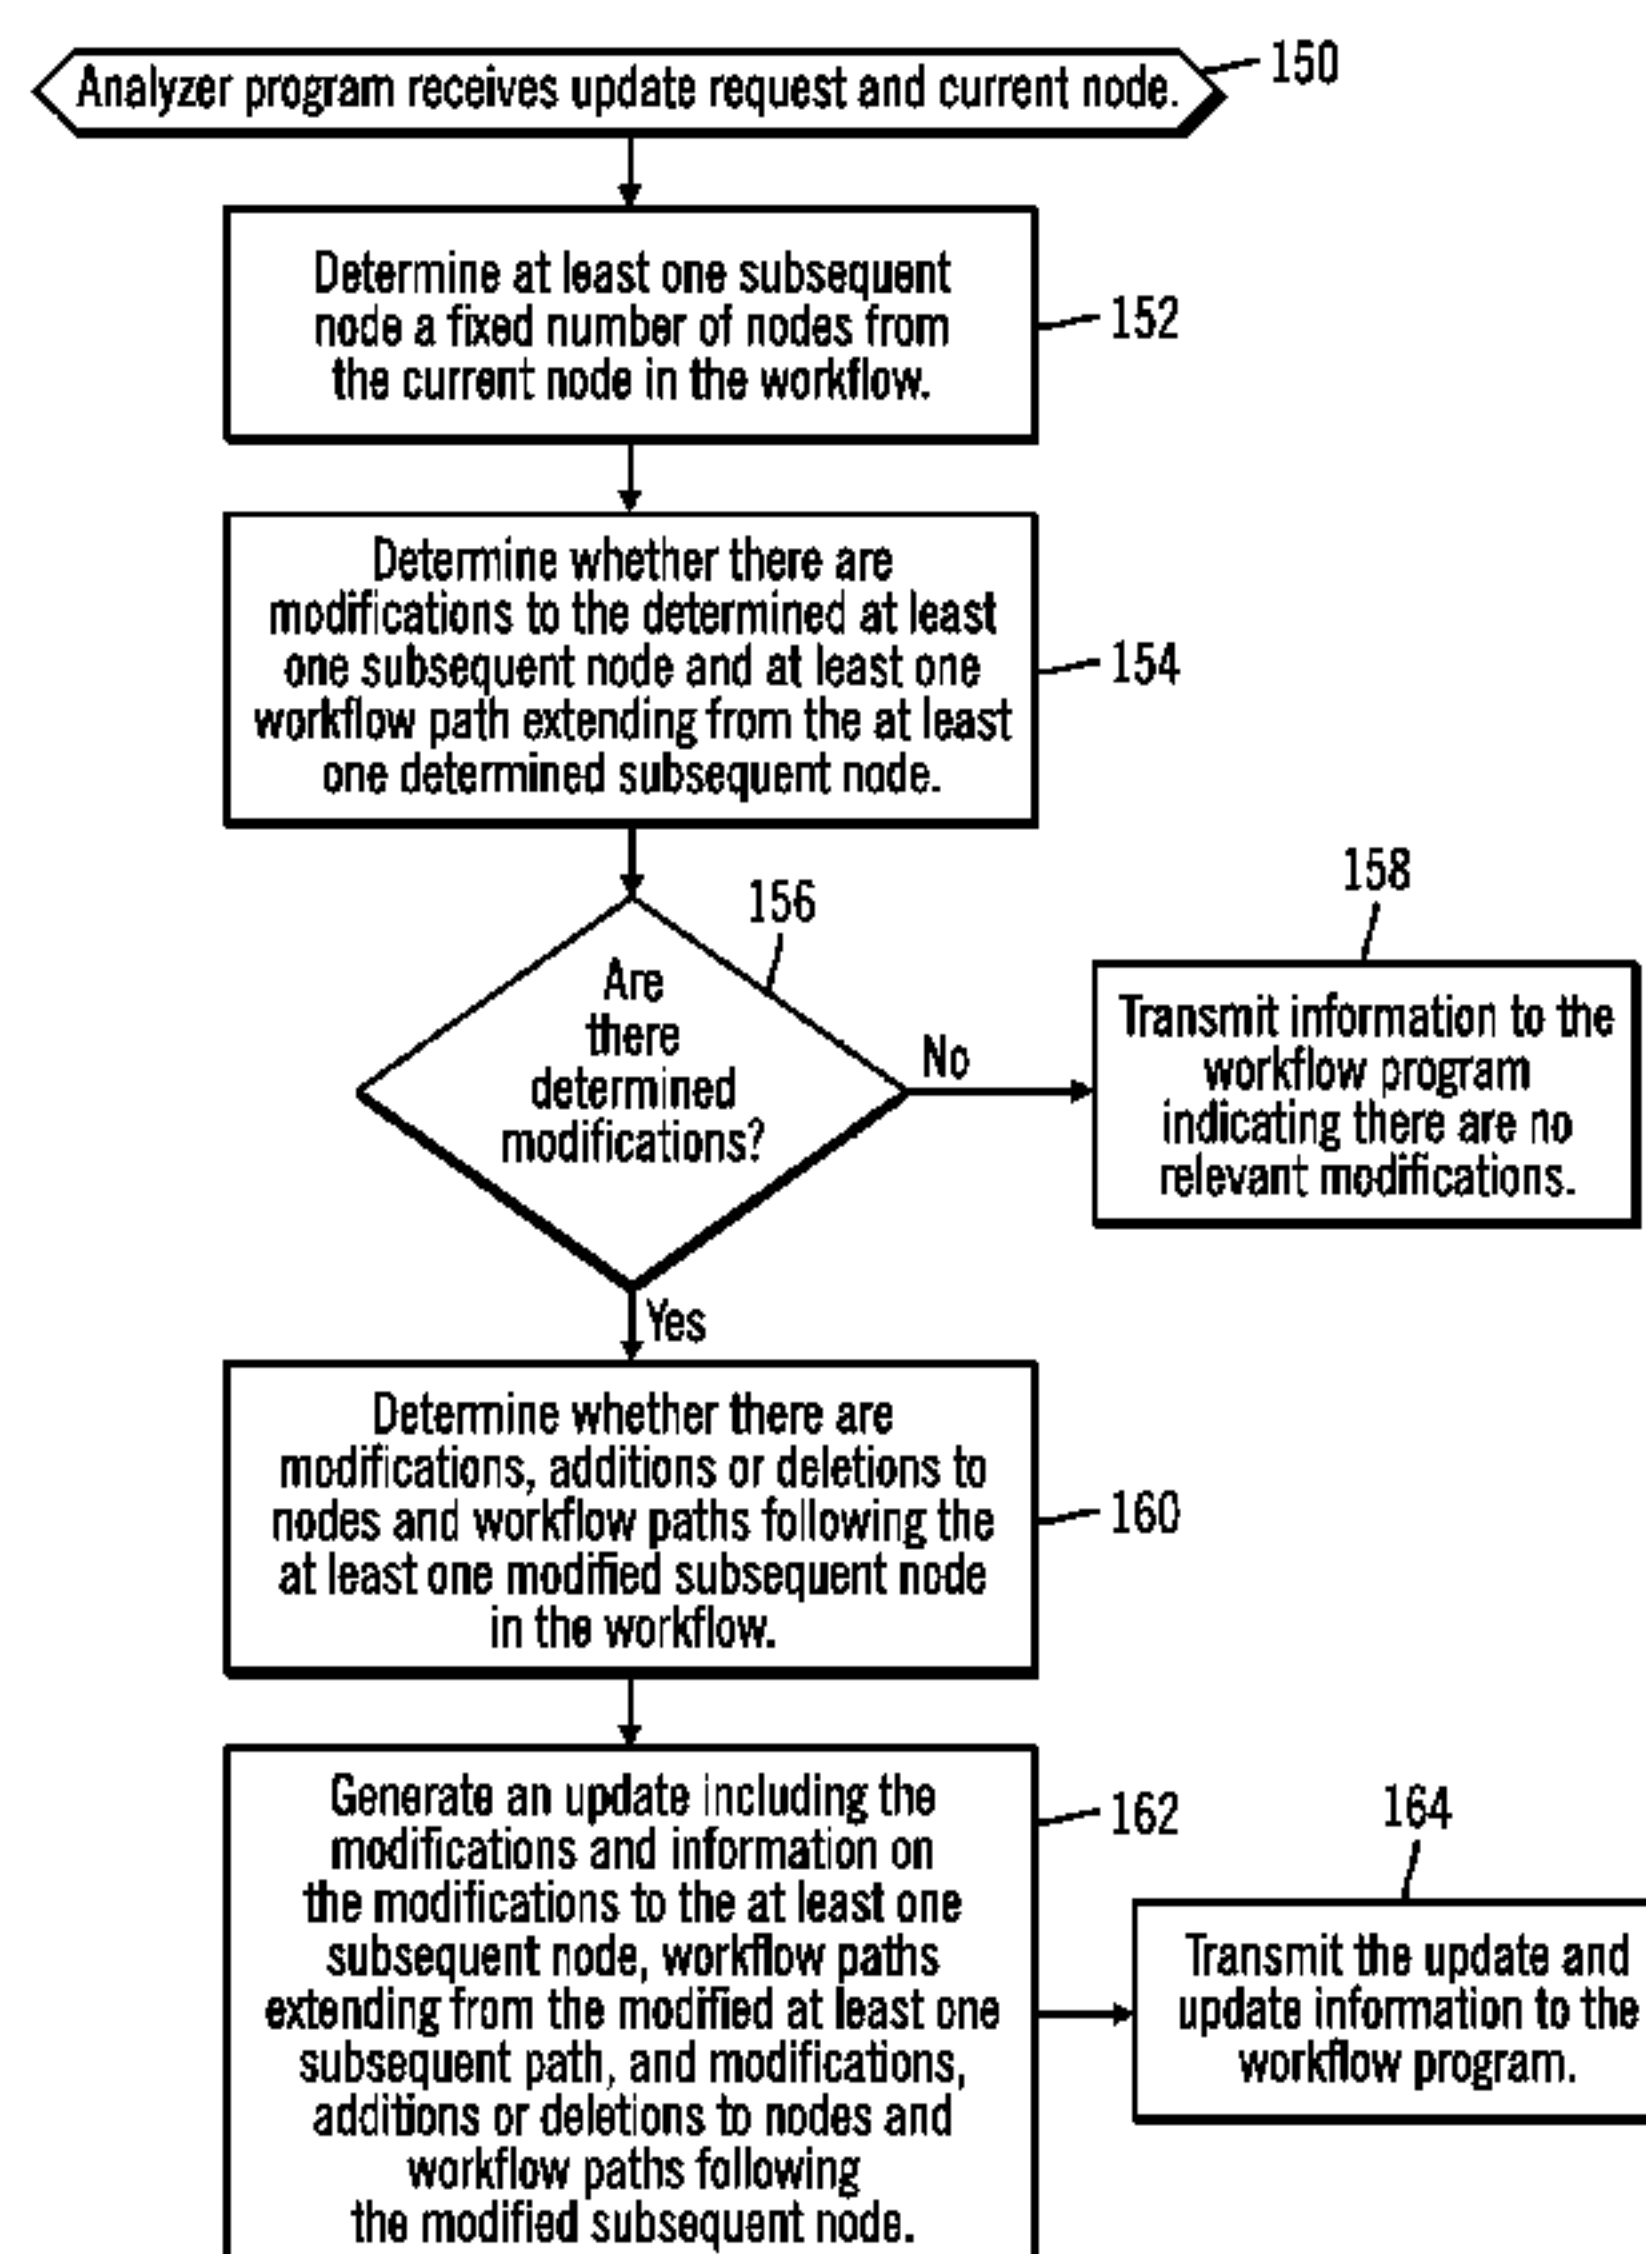 Analyzer program receives update request and current node.
150
Determine at least one subsequent
node a fixed number of nodes from
the current node in the workflow.
152
Determine whether there are
modifications to the determined at least
one subsequent node and at least one
workflow path extending from the at least
one determined subsequent node.
154
156
Are
there
determined
modifications?
No
158
Transmit information to the
workflow program
indicating there are no
relevant modifications.
Yes
Determine whether there are
modifications, additions or deletions to
nodes and workflow paths following the
at least one modified subsequent node
in the workflow.
160
Generate an update including the
modifications and information on
the modifications to the at least one
subsequent node, workflow paths
extending from the modified at least one
subsequent path, and modifications,
additions or deletions to nodes and
workflow paths following
the modified subsequent node.
162
164
Transmit the update and
update information to the
workflow program.